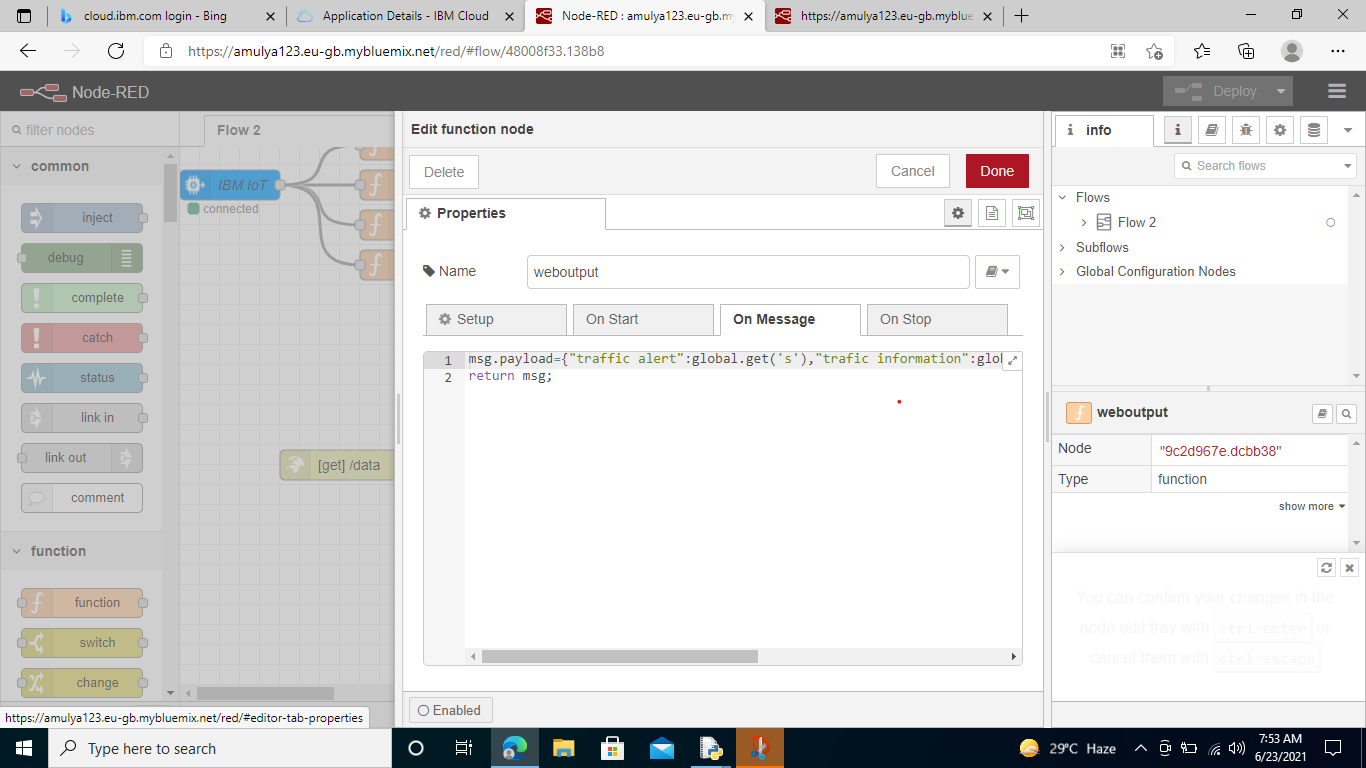 cloud.ibm.com login - Bing
Application Details - IBM Cloud
Node-RED : amulya123.eu-gb.my
https://amulya123.eu-gb.myblue
https://amulya123.eu-gb.mybluemix.net/red/#flow/48008f33.138b8
Node-RED
Deploy
filter nodes
Flow 2
Edit function node
info
common
Delete
Cancel
Done
Search flows
IBM IoT
connected
Properties
Flows
Flow 2
Subflows
Global Configuration Nodes
inject
debug
complete
catch
status
link in
link out
comment
[get] /data
Name
weboutput
Setup
On Start
On Message
On Stop
1 msg.payload={"traffic alert":global.get('s'),"trafic information":glo
2 return msg;
weboutput
Node "9c2d967e.dcbb38"
Type function
show more
function
function
switch
change
You can confirm your changes in the
node edit tray with ctrl-enter or
cancel them with ctrl-escape
Enabled
https://amulya123.eu-gb.mybluemix.net/red/#editor-tab-properties
Type here to search
29°C Haze
7:53 AM
6/23/2021